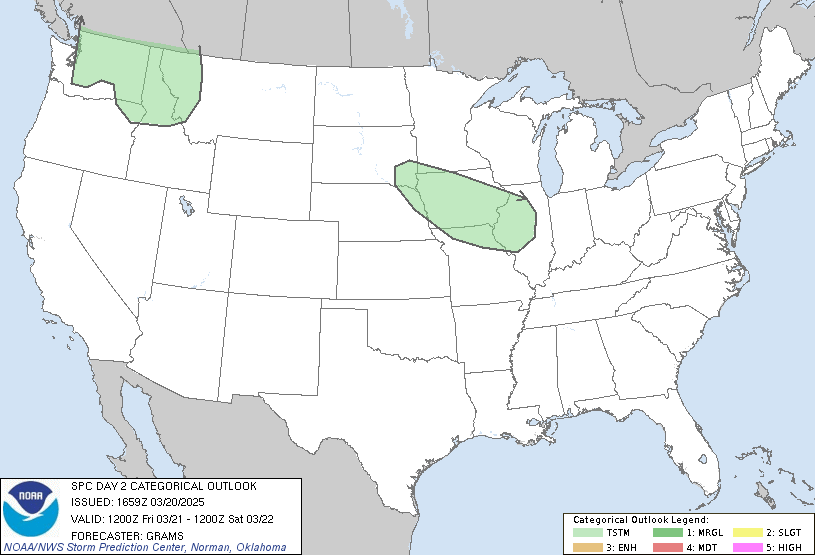 NOAA
SPC DAY 2 CATEGORICAL OUTLOOK
ISSUED: 1659Z 03/20/2025
VALID: 1200Z Fri 03/21 - 1200Z Sat 03/22
FORECASTER: GRAMS
NOAA/NWS Storm Prediction Center, Norman, Oklahoma
Categorical Outlook Legend:
TSTM 1: MRGL 2: SLGT
3: ENH 4: MDT 5: HIGH